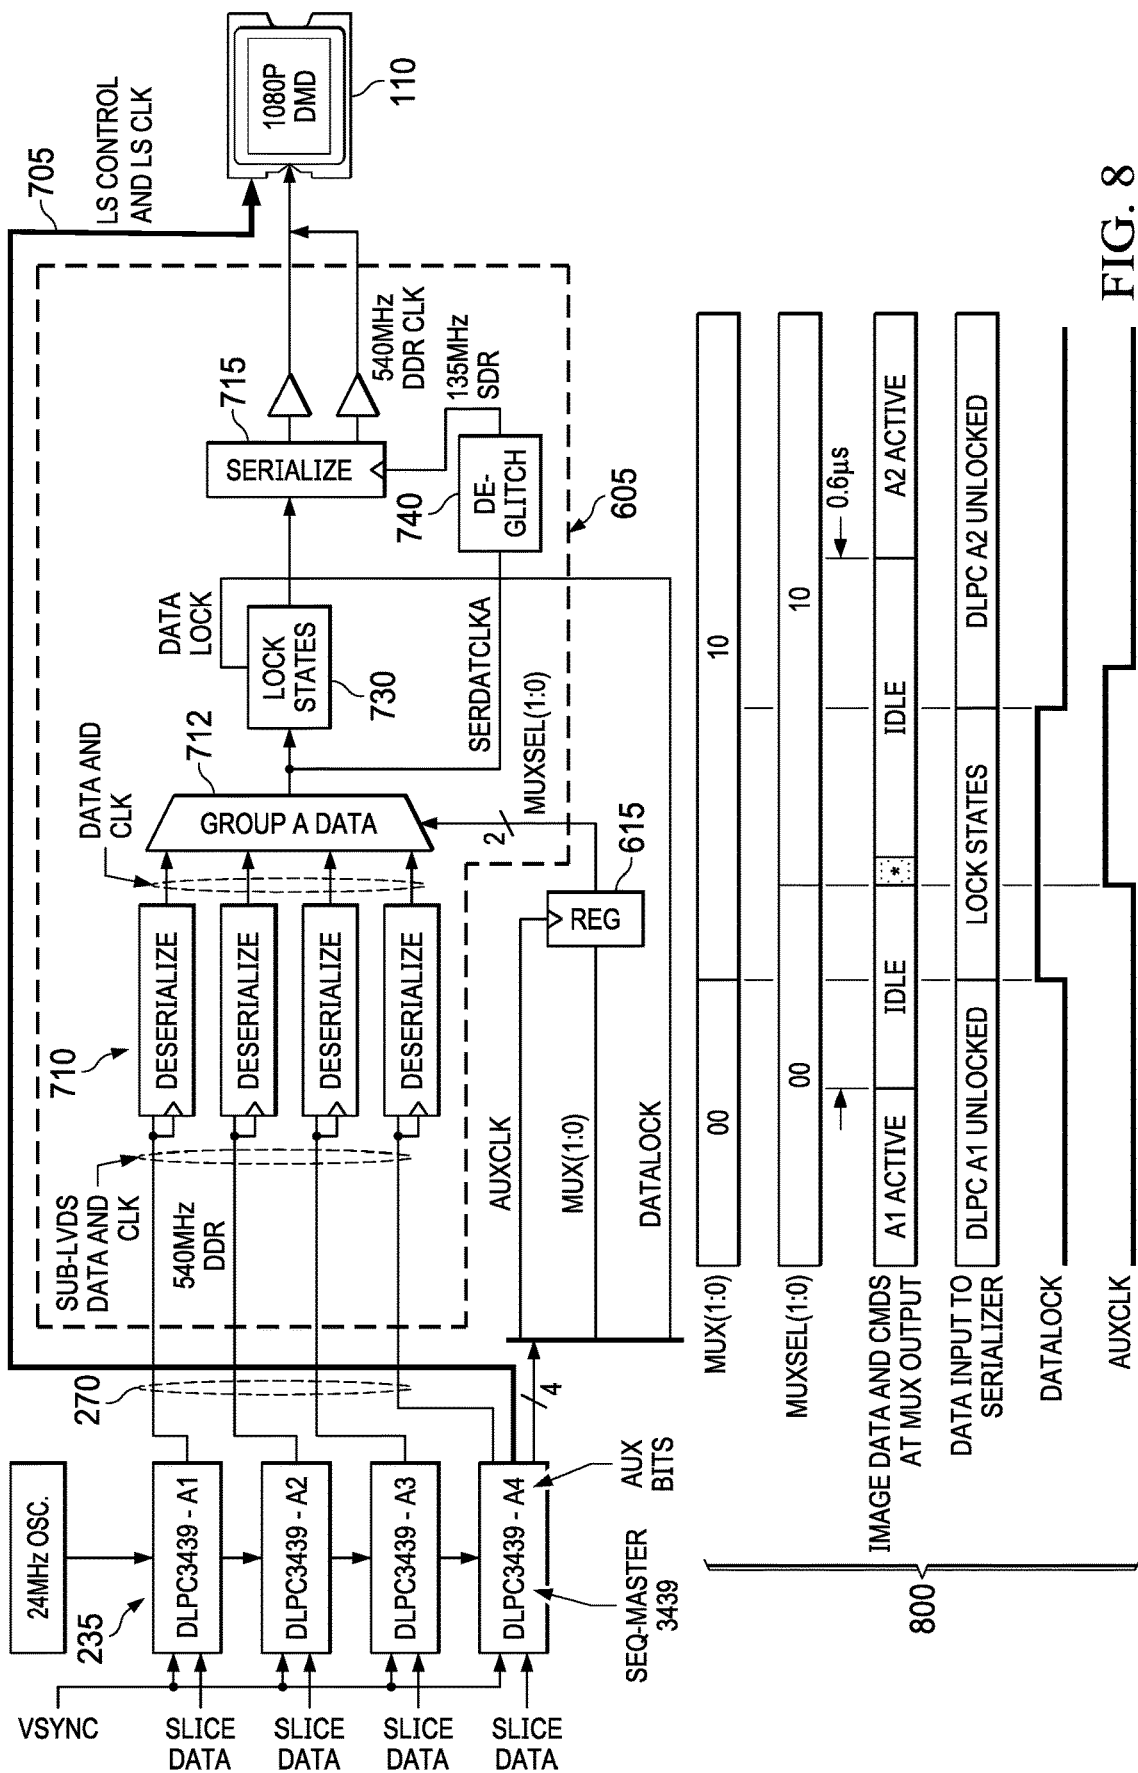 24MHz OSC.
235
VSYNC
SLICE
DATA
SLICE
DATA
SLICE
DATA
SLICE
DATA
DLPC3439 - A1
DLPC3439 - A2
DLPC3439 - A3
DLPC3439 - A4
SEQ-MASTER
3439
AUX
BITS
270
4
SUB-LVDS
DATA AND
CLK
540MHz
DDR
710
DESERIALIZE
DESERIALIZE
DESERIALIZE
DESERIALIZE
DATA AND
CLK
712
GROUP A DATA
AUXCLK
MUX(1:0)
DATALOCK
REG
615
2
MUXSEL(1:0)
SERDATCLKA
LOCK
STATES
730
DATA
LOCK
SERIALIZE
715
DE-
GLITCH
740
135MHz
SDR
540MHz
DDR CLK
605
705
LS CONTROL
AND LS CLK
1080P
DMD
110
800
MUX(1:0)
00
10
MUXSEL(1:0)
00
10
0.6µs
IMAGE DATA AND CMDS
AT MUX OUTPUT
A1 ACTIVE
IDLE
*
IDLE
A2 ACTIVE
DATA INPUT TO
SERIALIZER
DLPC A1 UNLOCKED
LOCK STATES
DLPC A2 UNLOCKED
DATALOCK
AUXCLK
FIG. 8